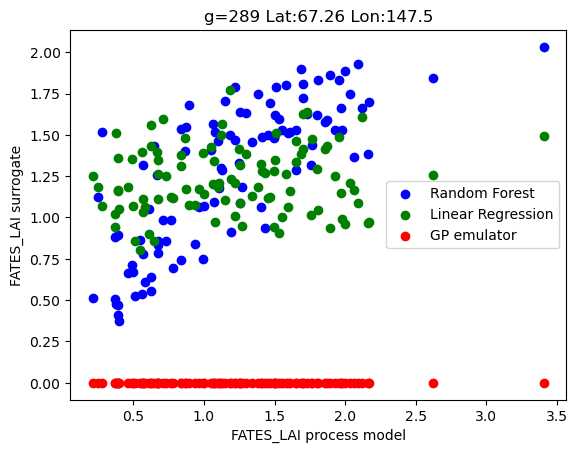 g=289 Lat:67.26 Lon:147.5
FATES_LAI surrogate
2.00
1.75
1.50
1.25
1.00
0.75
0.50
0.25
0.00
Random Forest
Linear Regression
GP emulator
0.5 1.0 1.5 2.0 2.5 3.0 3.5
FATES_LAI process model